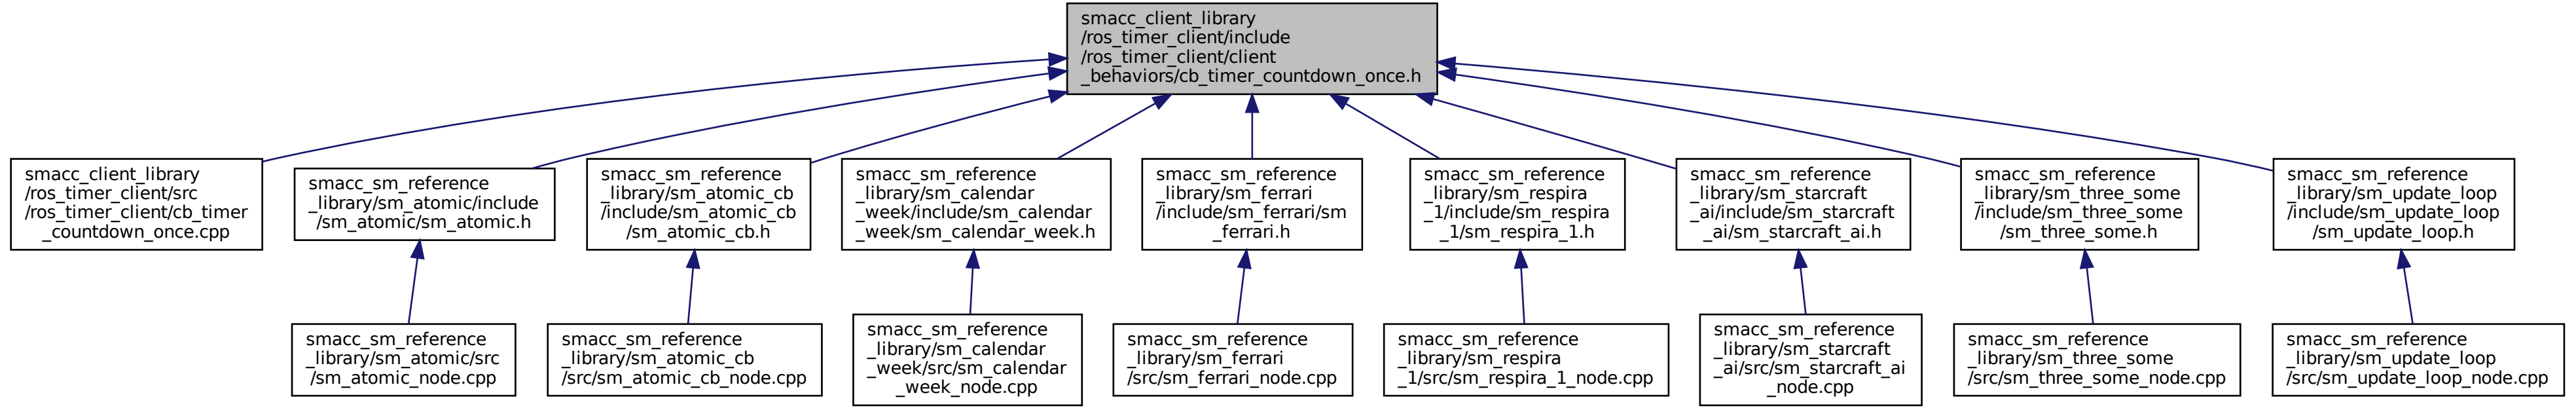 smacc_client_library
/ros_timer_client/include
/ros_timer_client/client
_behaviors/cb_timer_countdown_once.h
smacc_client_library
/ros_timer_client/src
/ros_timer_client/cb_timer
_countdown_once.cpp
smacc_sm_reference
_library/sm_atomic/include
/sm_atomic/sm_atomic.h
smacc_sm_reference
_library/sm_atomic_cb
/include/sm_atomic_cb
/sm_atomic_cb.h
smacc_sm_reference
_library/sm_calendar
_week/include/sm_calendar
_week/sm_calendar_week.h
smacc_sm_reference
_library/sm_ferrari
/include/sm_ferrari/sm
_ferrari.h
smacc_sm_reference
_library/sm_respira
_1/include/sm_respira
_1/sm_respira_1.h
smacc_sm_reference
_library/sm_starcraft
_ai/include/sm_starcraft
_ai/sm_starcraft_ai.h
smacc_sm_reference
_library/sm_three_some
/include/sm_three_some
/sm_three_some.h
smacc_sm_reference
_library/sm_update_loop
/include/sm_update_loop
/sm_update_loop.h
smacc_sm_reference
_library/sm_atomic/src
/sm_atomic_node.cpp
smacc_sm_reference
_library/sm_atomic_cb
/src/sm_atomic_cb_node.cpp
smacc_sm_reference
_library/sm_calendar
_week/src/sm_calendar
_week_node.cpp
smacc_sm_reference
_library/sm_ferrari
/src/sm_ferrari_node.cpp
smacc_sm_reference
_library/sm_respira
_1/src/sm_respira_1_node.cpp
smacc_sm_reference
_library/sm_starcraft
_ai/src/sm_starcraft_ai
_node.cpp
smacc_sm_reference
_library/sm_three_some
/src/sm_three_some_node.cpp
smacc_sm_reference
_library/sm_update_loop
/src/sm_update_loop_node.cpp